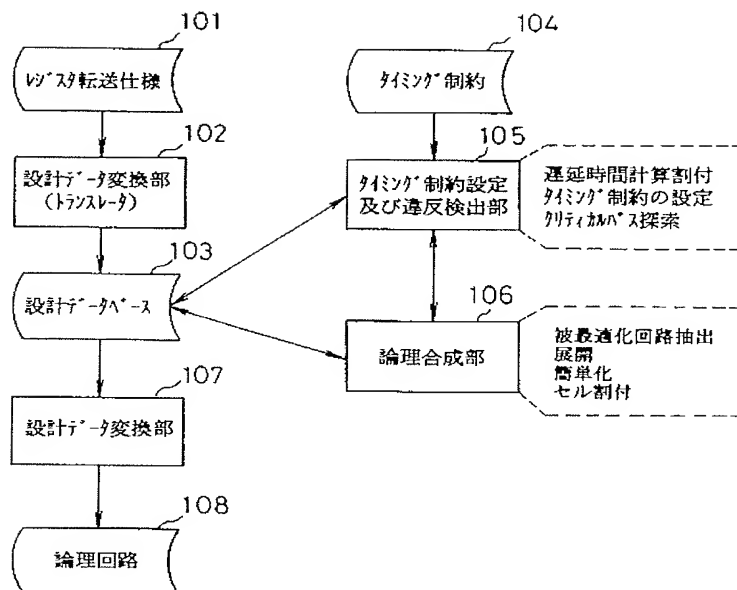 101
レジスタ転送仕様
102
設計データ変換部
(トランスレータ)
103
設計データベース
107
設計データ変換部
108
論理回路
104
タイミング制約
105
タイミング制約設定
及び違反検出部
遅延時間計算割付
タイミング制約の設定
クリティカルパス探索
106
論理合成部
被最適化回路抽出
展開
簡単化
セル割付